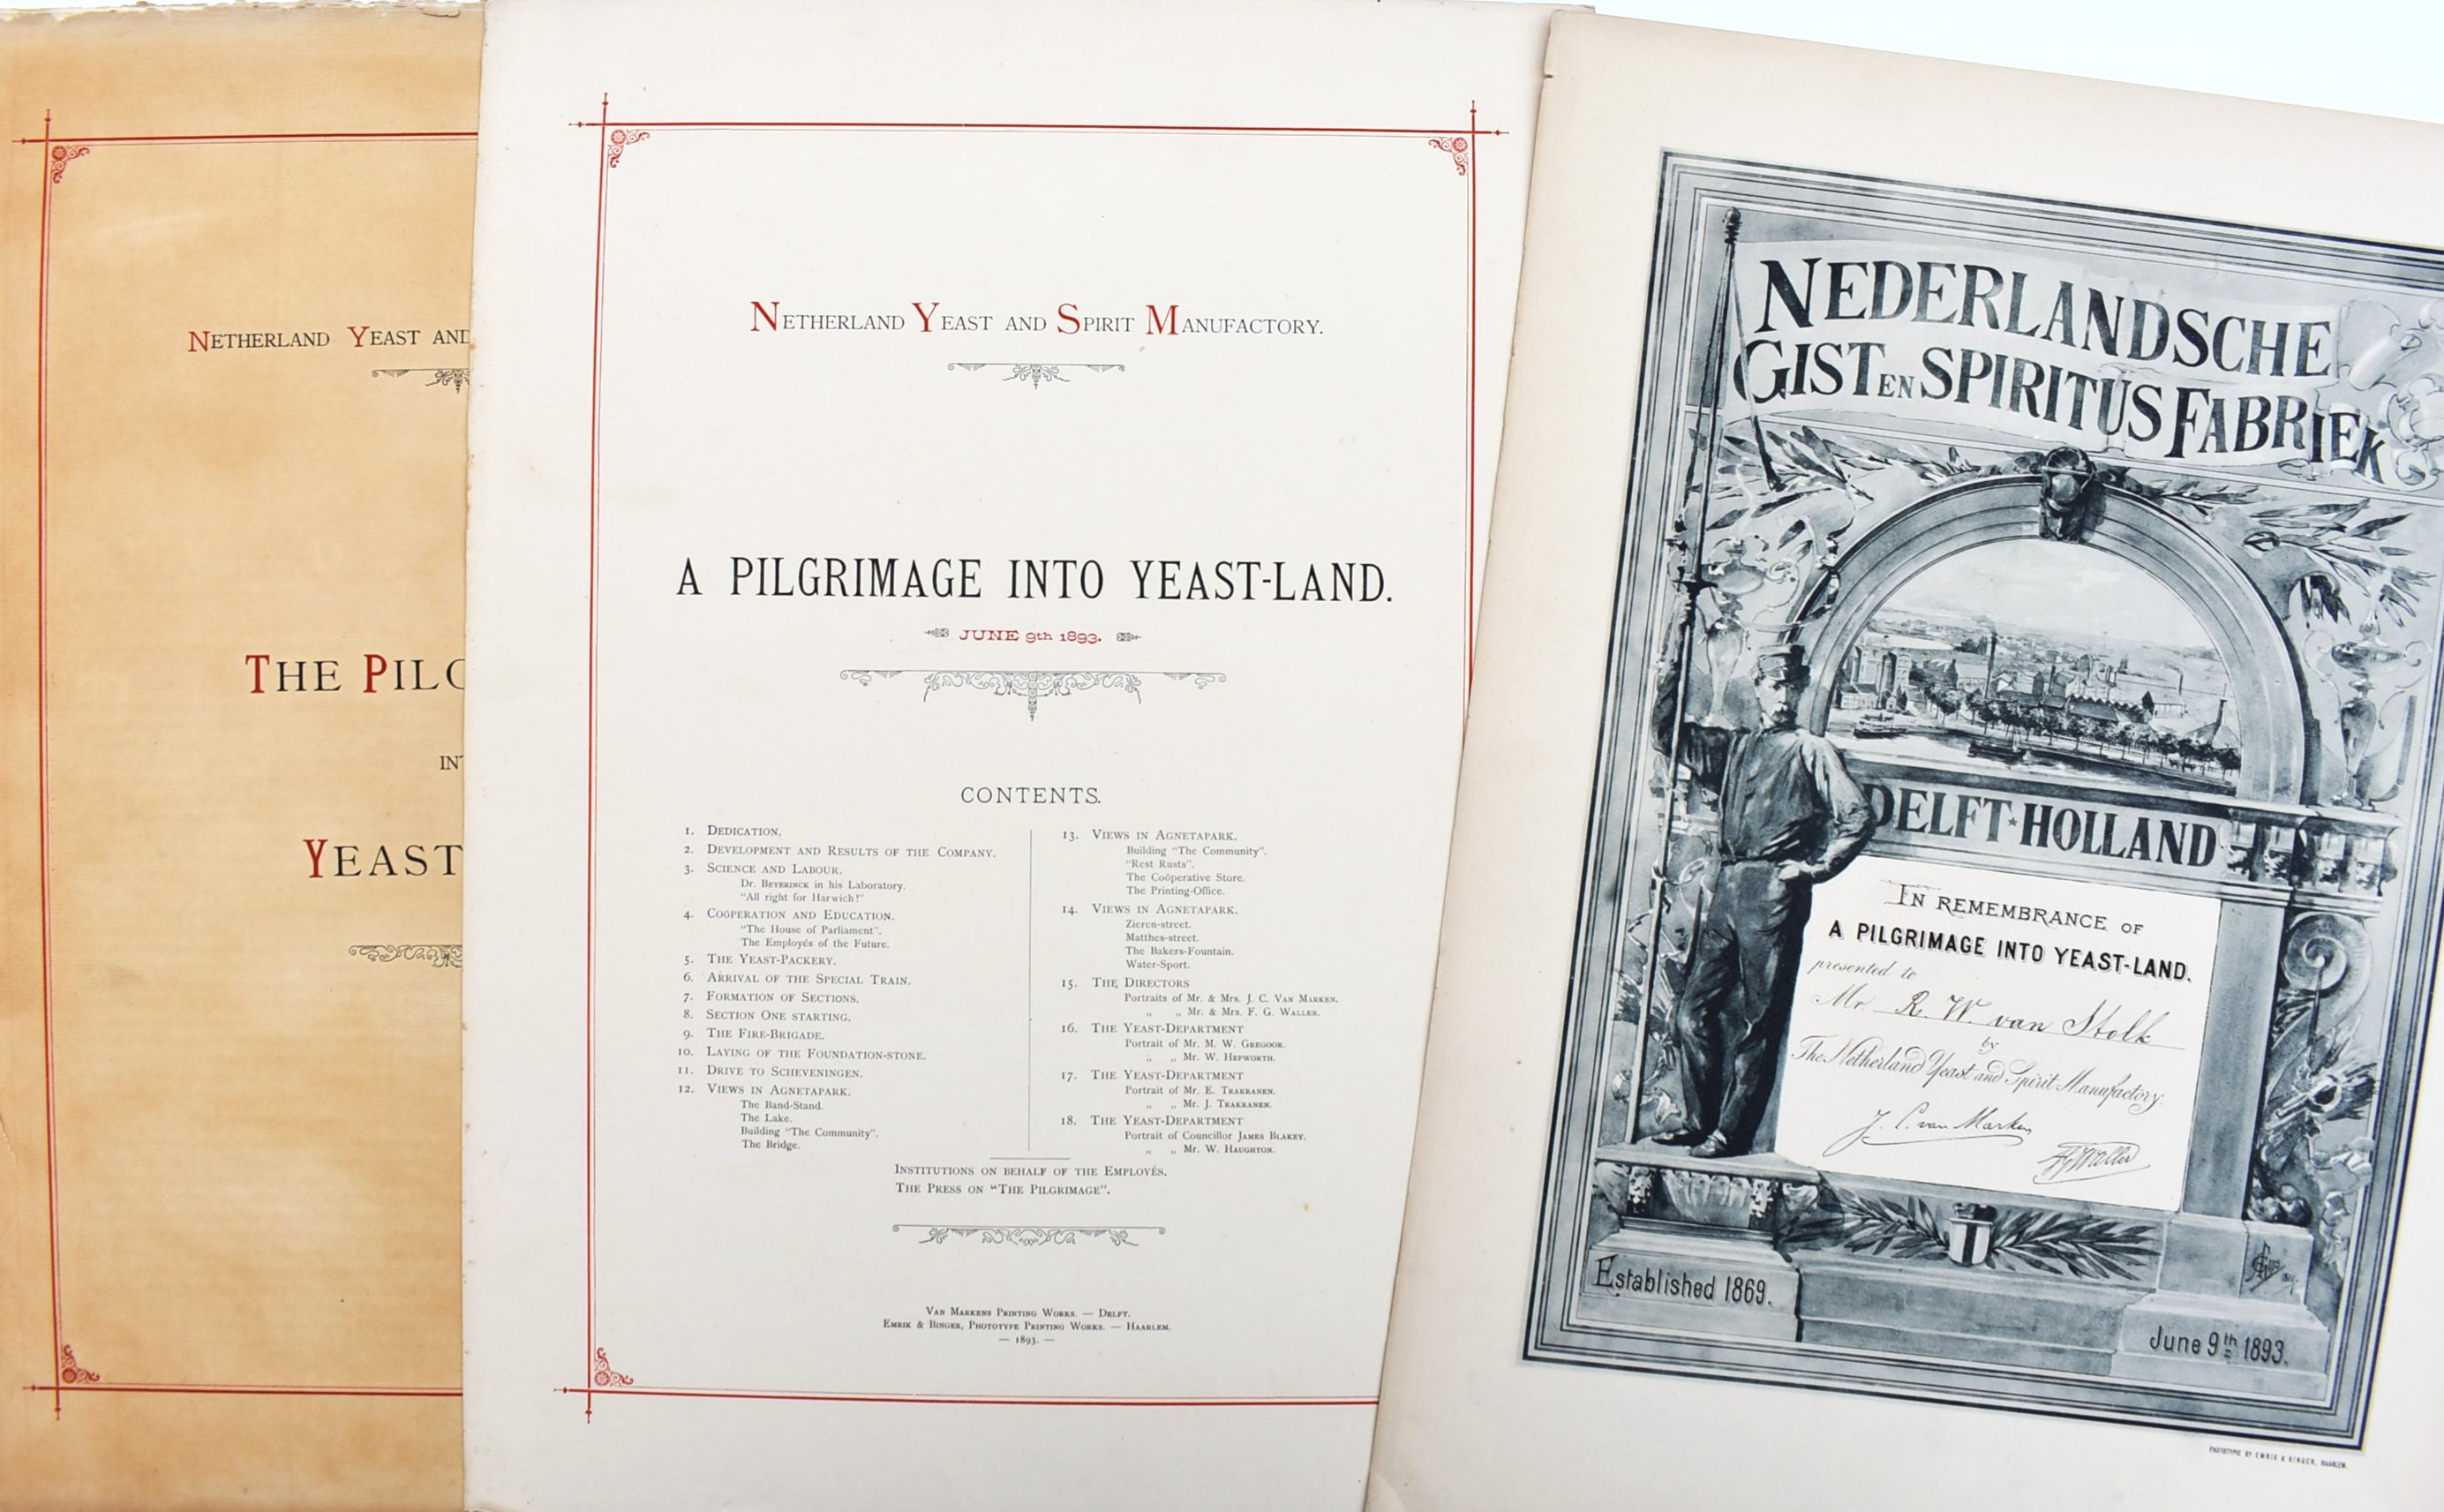 NETHERLAND YEAST AND
THE
IN
YEAST
NETHERLAND YEAST AND SPIRIT MANUFACTORY.
A PILGRIMAGE INTO YEAST-LAND.
JUNE 9th 1893.
CONTENTS.
1. DEDICATION.
2. DEVELOPMENT AND RESULTS OF THE COMPANY.
3. SCIENCE AND LABOUR.
Dr. BEYERINCK in his Laboratory.
"All right for Harwich!"
4. COÖPERATION AND EDUCATION.
"The House of Parliament".
The Employés of the Future.
5. THE YEAST-PACKERY.
6. ARRIVAL OF THE SPECIAL TRAIN.
7. FORMATION OF SECTIONS.
8. SECTION ONE STARTING.
9. THE FIRE-BRIGADE.
10. LAYING OF THE FOUNDATION-STONE.
11. DRIVE TO SCHEVENINGEN.
12. VIEWS IN AGNETAPARK.
The Band-Stand.
The Lake.
Building "The Community".
The Bridge.
13. VIEWS IN AGNETAPARK.
Building "The Community".
"Rest Rusts".
The Coöperative Store.
The Printing-Office.
14. VIEWS IN AGNETAPARK.
Zieren-street.
Matthes-street.
The Bakers-Fountain.
Water-Sport.
15. THE DIRECTORS
Portraits of Mr. & Mrs. J. C. VAN MARKEN.
„ „ Mr. & Mrs. F. G. WALLER.
16. THE YEAST-DEPARTMENT
Portrait of Mr. M. W. GREGOOR.
„ „ Mr. W. HEPWORTH.
17. THE YEAST-DEPARTMENT
Portrait of Mr. E. TRAKRANEN.
„ „ Mr. J. TRAKRANEN.
18. THE YEAST-DEPARTMENT
Portrait of Councillor JAMES BLAKEY.
„ „ Mr. W. HAUGHTON.
INSTITUTIONS ON BEHALF OF THE EMPLOYÉS.
THE PRESS ON "THE PILGRIMAGE".
VAN MARKENS PRINTING WORKS. — DELFT.
EMRIK & BINGER, PHOTOTYPE PRINTING WORKS. — HAARLEM.
— 1893. —
NEDERLANDSCHE
GIST EN SPIRITUS FABRIEK
DELFT * HOLLAND
IN REMEMBRANCE OF
A PILGRIMAGE INTO YEAST-LAND.
presented to
Mr. R. W. van Stolk
by
The Netherland Yeast and Spirit Manufactory.
J. C. van Marken
FG Waller
Established 1869.
June 9th 1893.
PHOTOTYPE BY EMRIK & BINGER, HAARLEM.